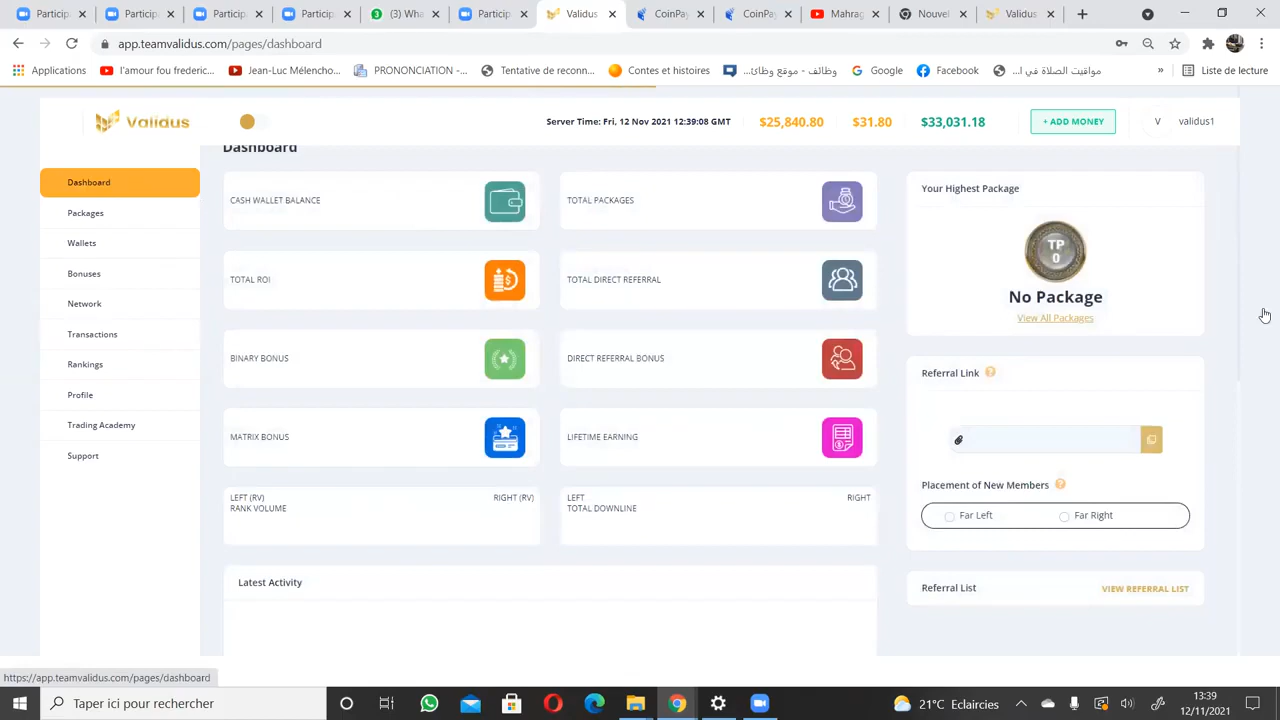 Particip
Particip
Particip
(3) Wha
Particip
Validus
CoinPay
CoinPay
Mahrag
Nouvel
Validus
app.teamvalidus.com/pages/dashboard
Applications
l'amour fou frederic...
Jean-Luc Mélencho...
PRONONCIATION -...
Tentative de reconn...
Contes et histoires
وظائف - موقع وظائ...
Google
Facebook
مواقيت الصلاة في ا...
»
Liste de lecture
Validus
Server Time: Fri, 12 Nov 2021 12:39:08 GMT
$25,840.80
$31.80
$33,031.18
+ ADD MONEY
V
validus1
Dashboard
Dashboard
Packages
Wallets
Bonuses
Network
Transactions
Rankings
Profile
Trading Academy
Support
CASH WALLET BALANCE
TOTAL PACKAGES
TOTAL ROI
TOTAL DIRECT REFERRAL
BINARY BONUS
DIRECT REFERRAL BONUS
MATRIX BONUS
LIFETIME EARNING
LEFT (RV)
RIGHT (RV)
RANK VOLUME
LEFT
RIGHT
TOTAL DOWNLINE
Latest Activity
Your Highest Package
TP
0
No Package
View All Packages
Referral Link
Placement of New Members
Far Left
Far Right
Referral List
VIEW REFERRAL LIST
https://app.teamvalidus.com/pages/dashboard
Taper ici pour rechercher
21°C Eclaircies
13:39
12/11/2021